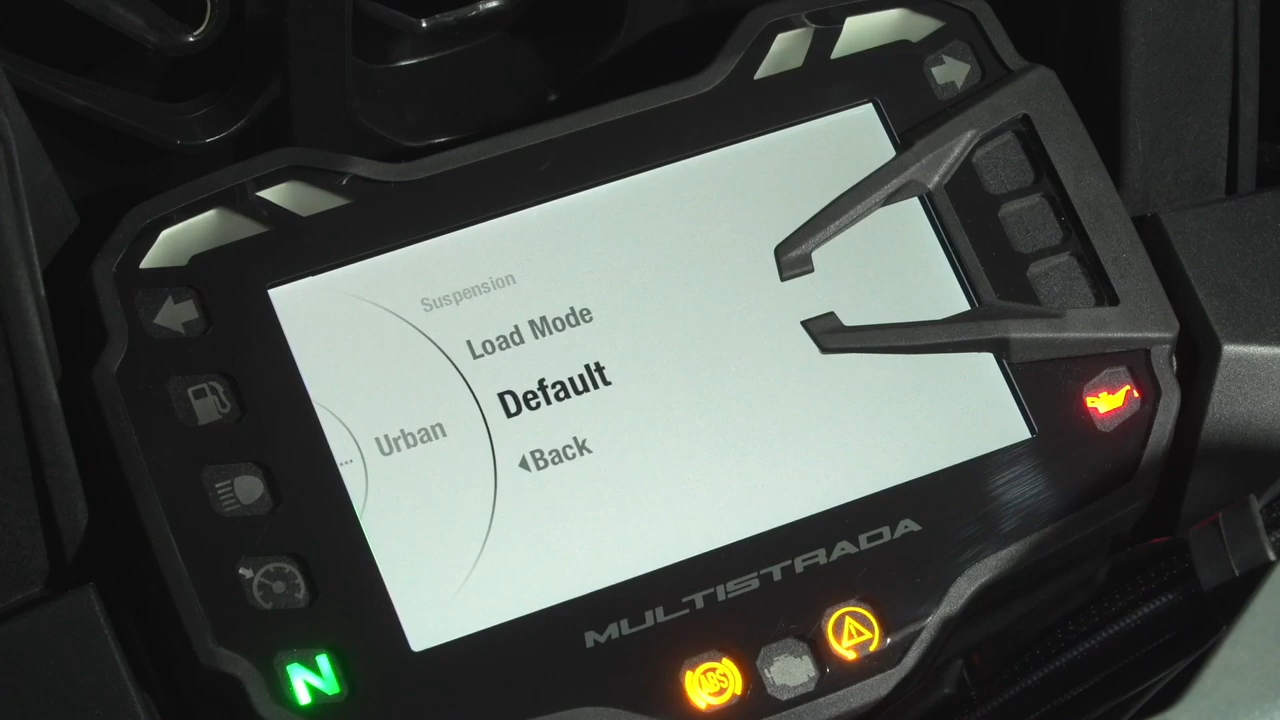 Suspension
Load Mode
Default
Back
Urban
...
MULTISTRADA
N
ABS